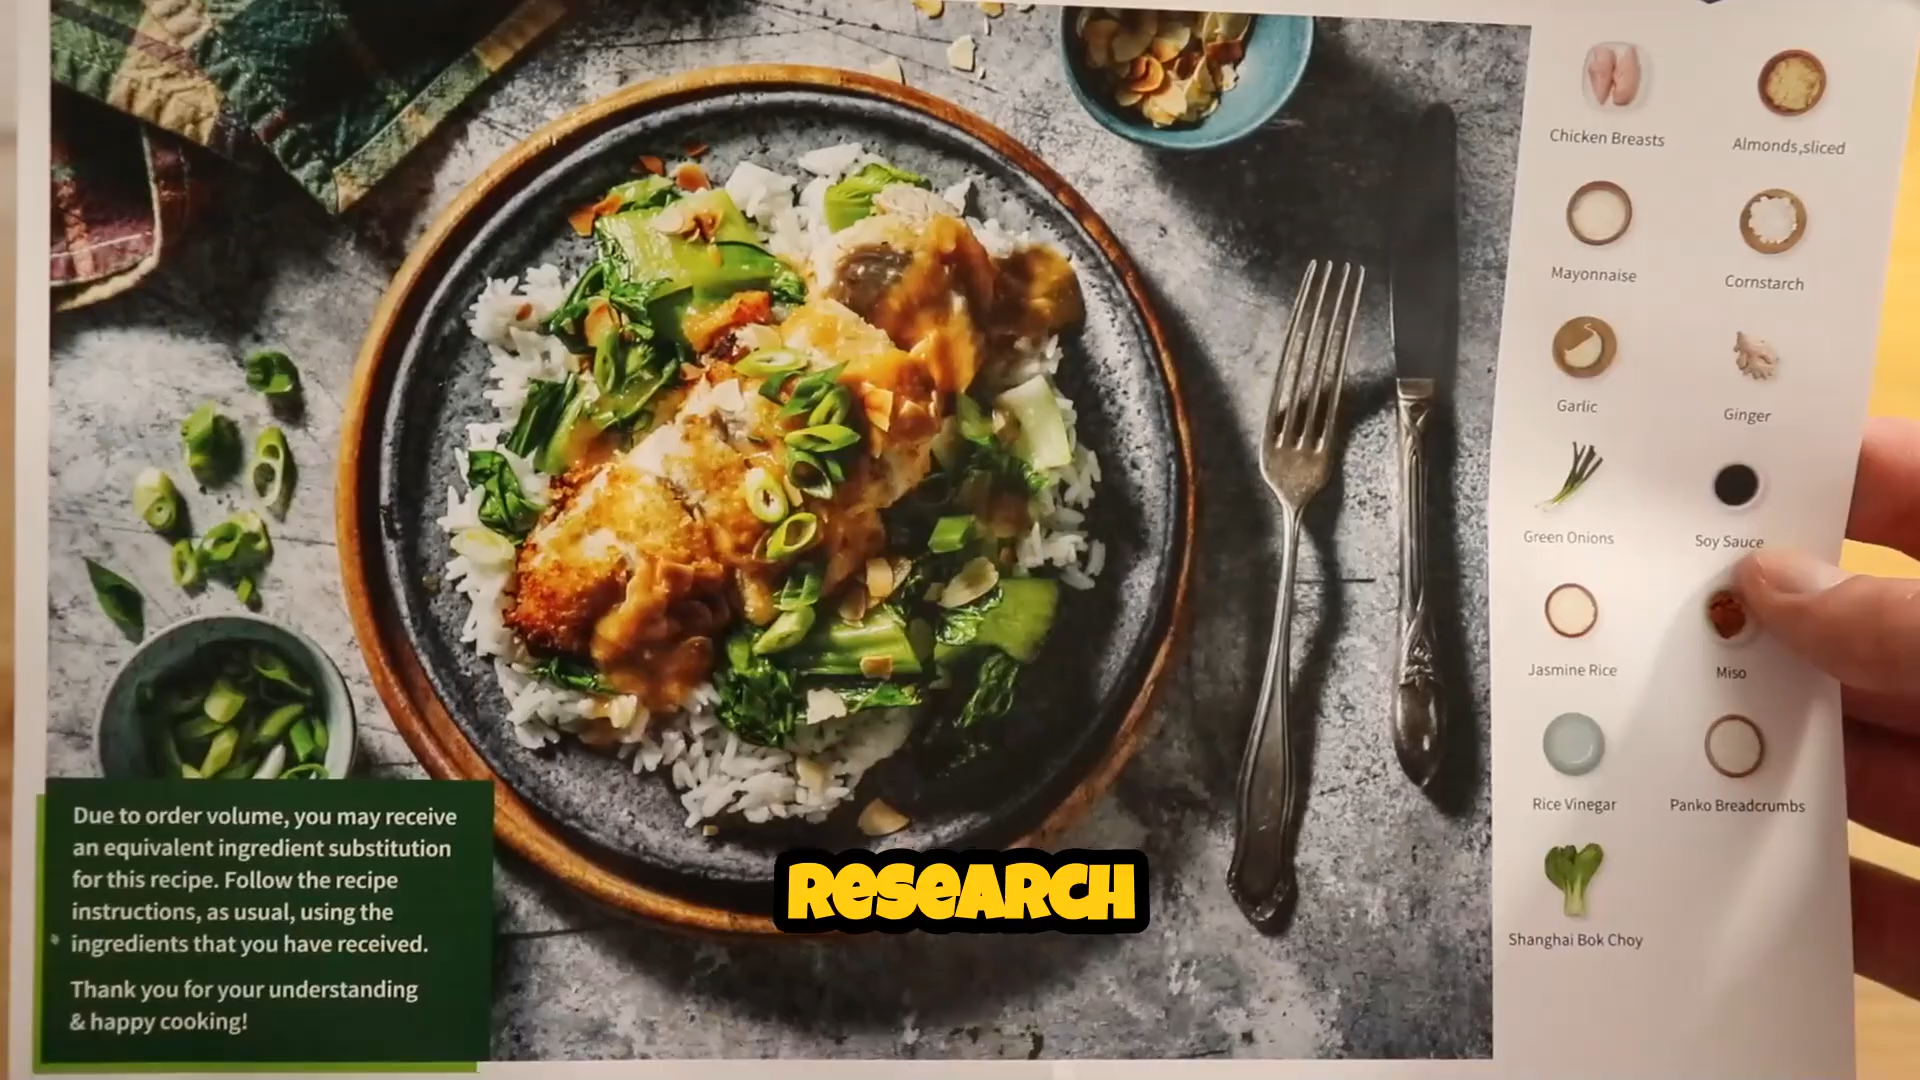 Chicken Breasts
Almonds,sliced
Mayonnaise
Cornstarch
Garlic
Ginger
Green Onions
Soy Sauce
Jasmine Rice
Miso
Rice Vinegar
Panko Breadcrumbs
Shanghai Bok Choy
Due to order volume, you may receive
an equivalent ingredient substitution
for this recipe. Follow the recipe
instructions, as usual, using the
ingredients that you have received.
Thank you for your understanding
& happy cooking!
RESEARCH